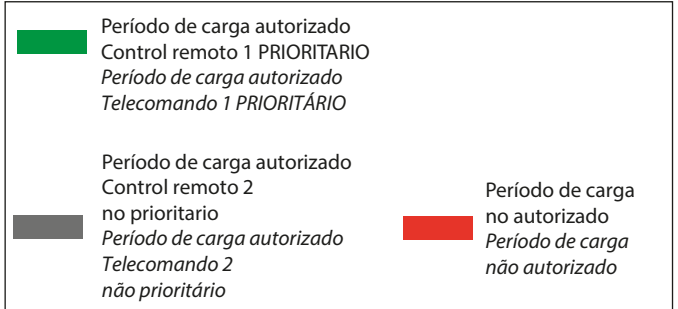 Período de carga autorizado
Control remoto 1 PRIORITARIO
Período de carga autorizado
Telecomando 1 PRIORITÁRIO
Período de carga autorizado
Control remoto 2
no prioritario
Período de carga autorizado
Telecomando 2
não prioritário
Período de carga
no autorizado
Período de carga
não autorizado